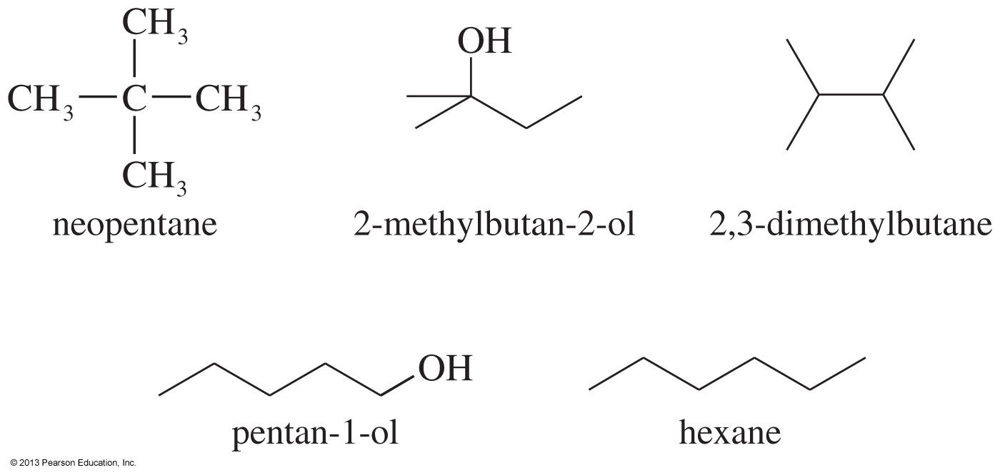 CH3
OH
CH3 C CH3
CH3
neopentane 2-methylbutan-2-ol 2,3-dimethylbutane
OH
pentan-1-ol hexane
© 2013 Pearson Education, Inc.